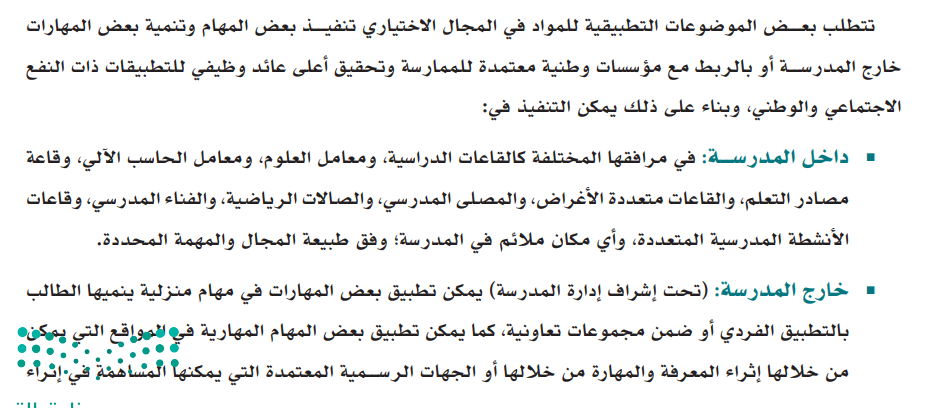 تتطلب بعــض الموضوعات التطبيقية للمواد في المجال الاختياري تنفيــذ بعض المهام وتنمية بعض المهارات
خارج المدرســة أو بالربط مع مؤسسات وطنية معتمدة للممارسة وتحقيق أعلى عائد وظيفي للتطبيقات ذات النفع
الاجتماعي والوطني، وبناء على ذلك يمكن التنفيذ في:
▪ داخل المدرســة: في مرافقها المختلفة كالقاعات الدراسية، ومعامل العلوم، ومعامل الحاسب الآلي، وقاعة
مصادر التعلم، والقاعات متعددة الأغراض، والمصلى المدرسي، والصالات الرياضية، والفناء المدرسي، وقاعات
الأنشطة المدرسية المتعددة، وأي مكان ملائم في المدرسة؛ وفق طبيعة المجال والمهمة المحددة.
▪ خارج المدرسة: (تحت إشراف إدارة المدرسة) يمكن تطبيق بعض المهارات في مهام منزلية ينميها الطالب
بالتطبيق الفردي أو ضمن مجموعات تعاونية، كما يمكن تطبيق بعض المهام المهارية في المواقع التي يمكن
من خلالها إثراء المعرفة والمهارة من خلالها أو الجهات الرســمية المعتمدة التي يمكنها المساهمة في إثراء